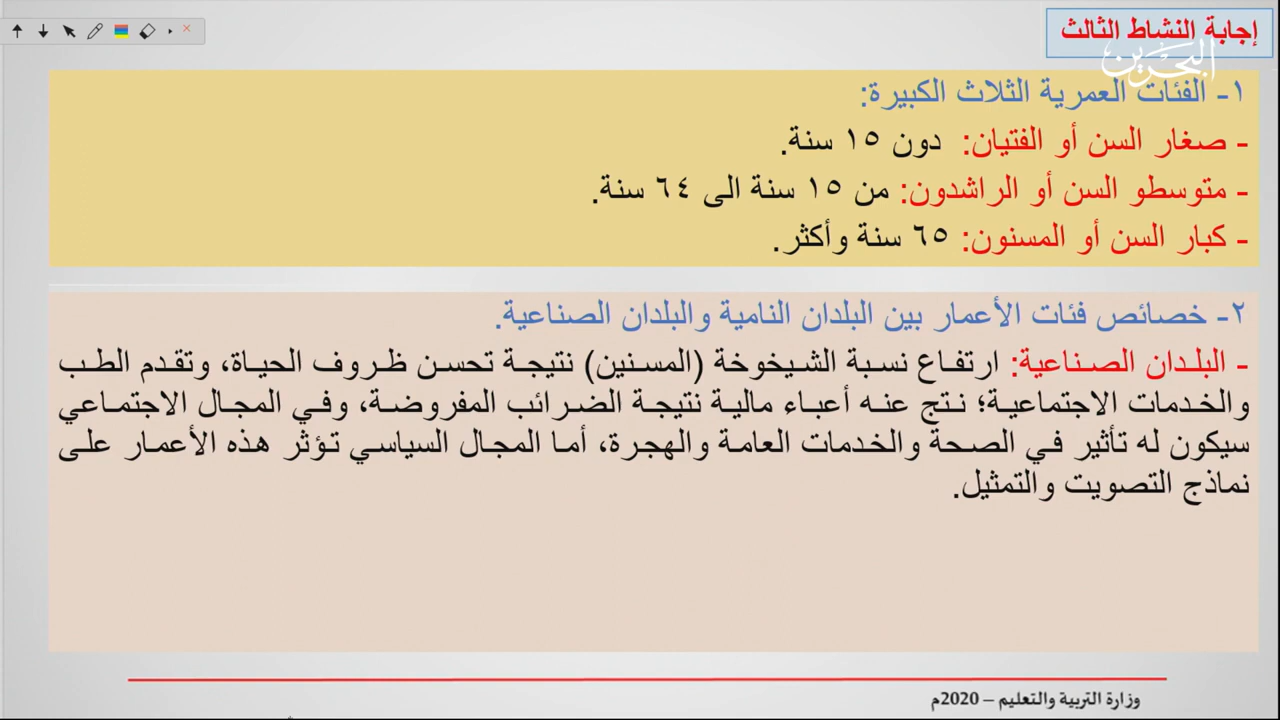 إجابة النشاط الثالث
البحرين
١- الفئات العمرية الثلاث الكبيرة:
- صغار السن أو الفتيان: دون ١٥ سنة.
- متوسطو السن أو الراشدون: من ١٥ سنة الى ٦٤ سنة.
- كبار السن أو المسنون: ٦٥ سنة وأكثر.
٢- خصائص فئات الأعمار بين البلدان النامية والبلدان الصناعية.
- البلدان الصناعية: ارتفاع نسبة الشيخوخة (المسنين) نتيجة تحسن ظروف الحياة، وتقدم الطب
والخدمات الاجتماعية؛ نتج عنه أعباء مالية نتيجة الضرائب المفروضة، وفي المجال الاجتماعي
سيكون له تأثير في الصحة والخدمات العامة والهجرة، أما المجال السياسي تؤثر هذه الأعمار على
نماذج التصويت والتمثيل.
وزارة التربية والتعليم – 2020م